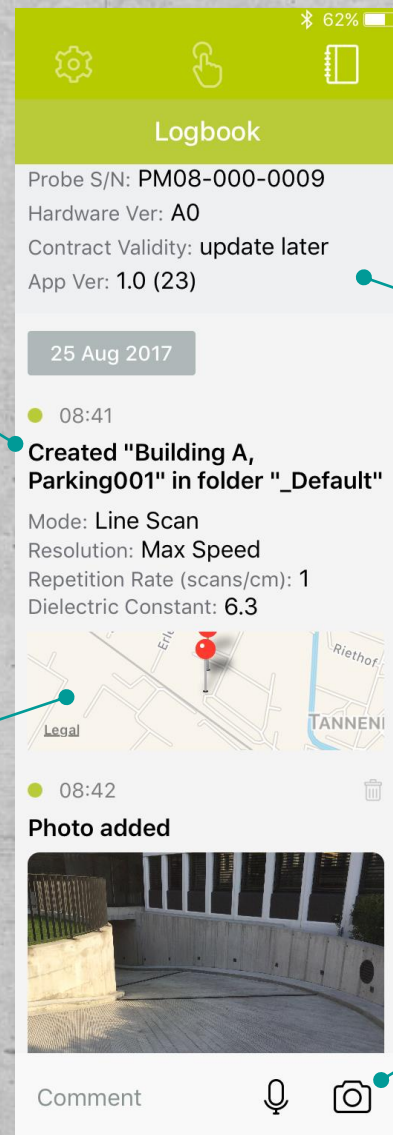 62%
Logbook
Probe S/N: PM08-000-0009
Hardware Ver: A0
Contract Validity: update later
App Ver: 1.0 (23)
25 Aug 2017
08:41
Created "Building A,
Parking001" in folder "_Default"
Mode: Line Scan
Resolution: Max Speed
Repetition Rate (scans/cm): 1
Dielectric Constant: 6.3
Erle
Riethof
TANNEN
Legal
08:42
Photo added
Comment